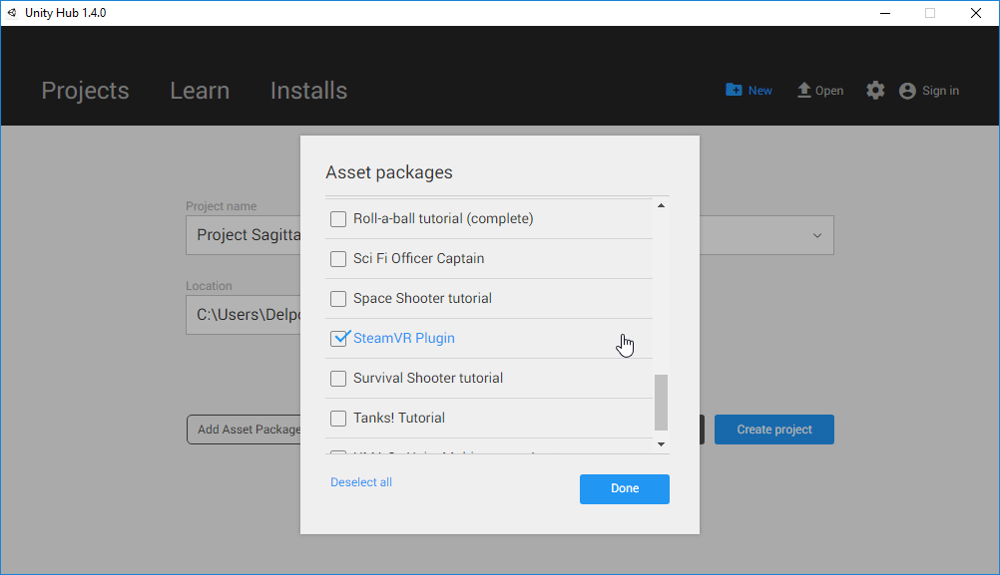 Unity Hub 1.4.0
Projects
Learn
Installs
New
Open
Sign in
Asset packages
Project name
Roll-a-ball tutorial (complete)
Project Sagitta
Sci Fi Officer Captain
Location
Space Shooter tutorial
C:\Users\Delpo
SteamVR Plugin
Survival Shooter tutorial
Tanks! Tutorial
Add Asset Package
Create project
Deselect all
Done